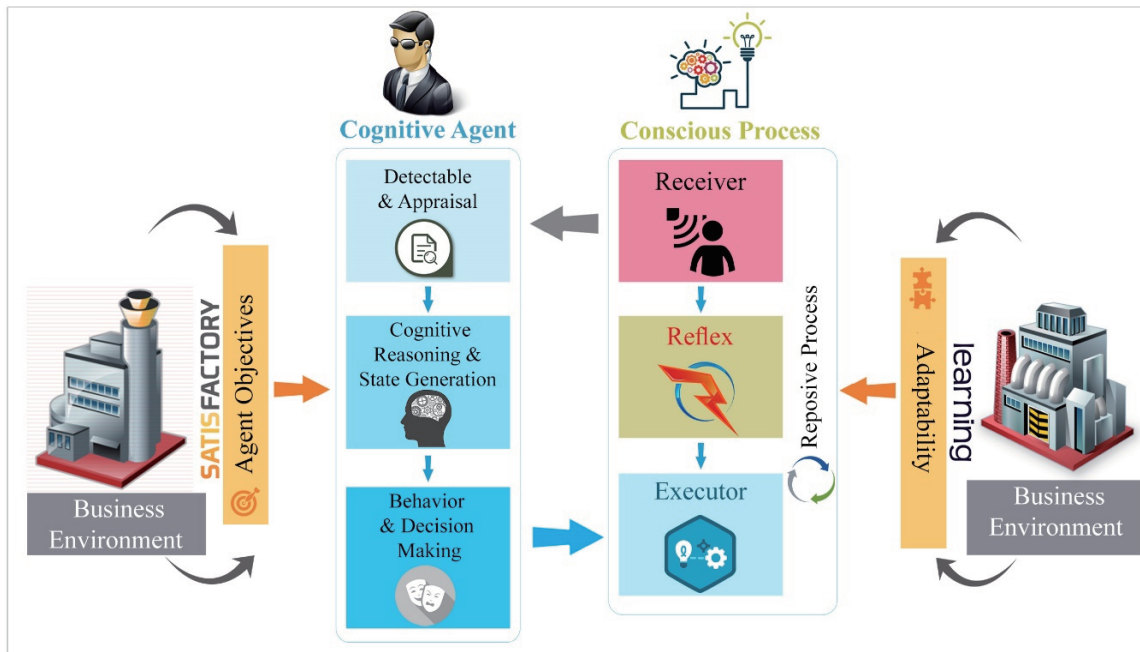 Cognitive Agent
Conscious Process
Detectable
& Appraisal
Receiver
Cognitive
Reasoning &
State Generation
Reflex
Behavior
& Decision
Making
Executor
Reposive Process
SATISFACTORY
Agent Objectives
Business
Environment
Adaptability
learning
Business
Environment